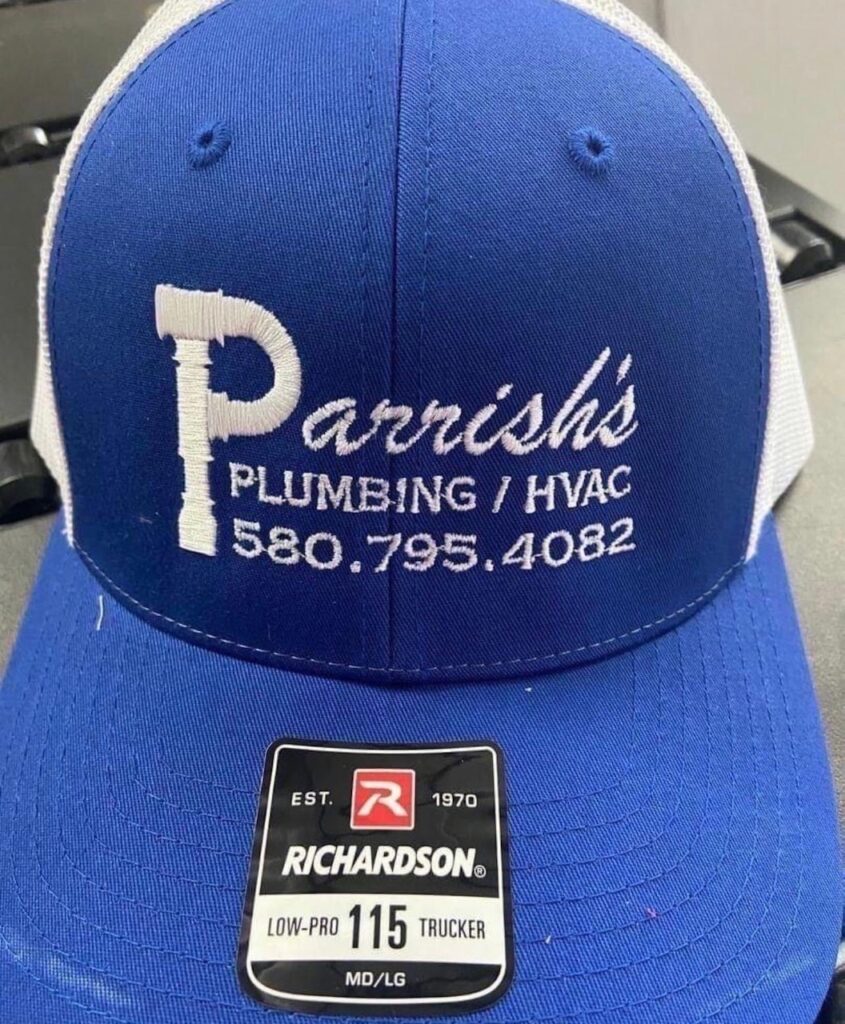 Parrish's
PLUMBING / HVAC
580.795.4082
EST. R 1970
RICHARDSON®
LOW-PRO 115 TRUCKER
MD/LG